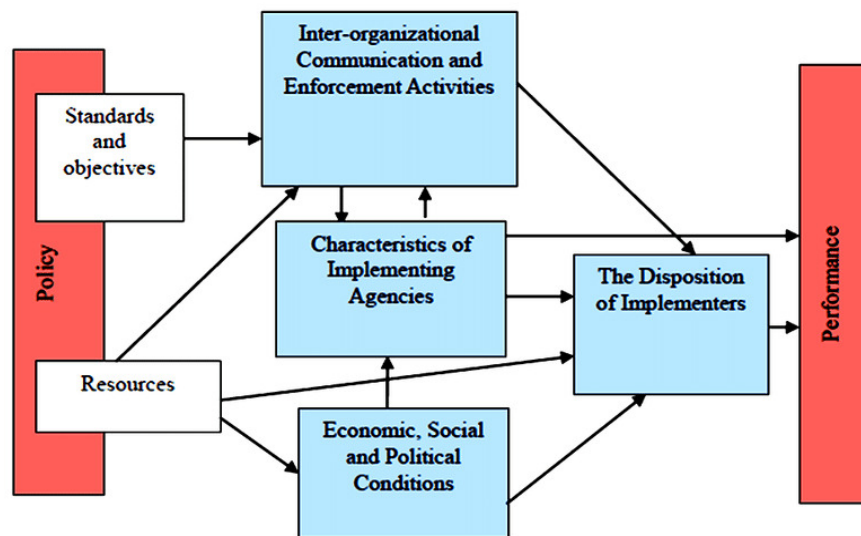 Policy
Standards
and
objectives
Resources
Inter-organizational
Communication and
Enforcement Activities
Characteristics of
Implementing
Agencies
Economic, Social
and Political
Conditions
The Disposition
of Implementers
Performance